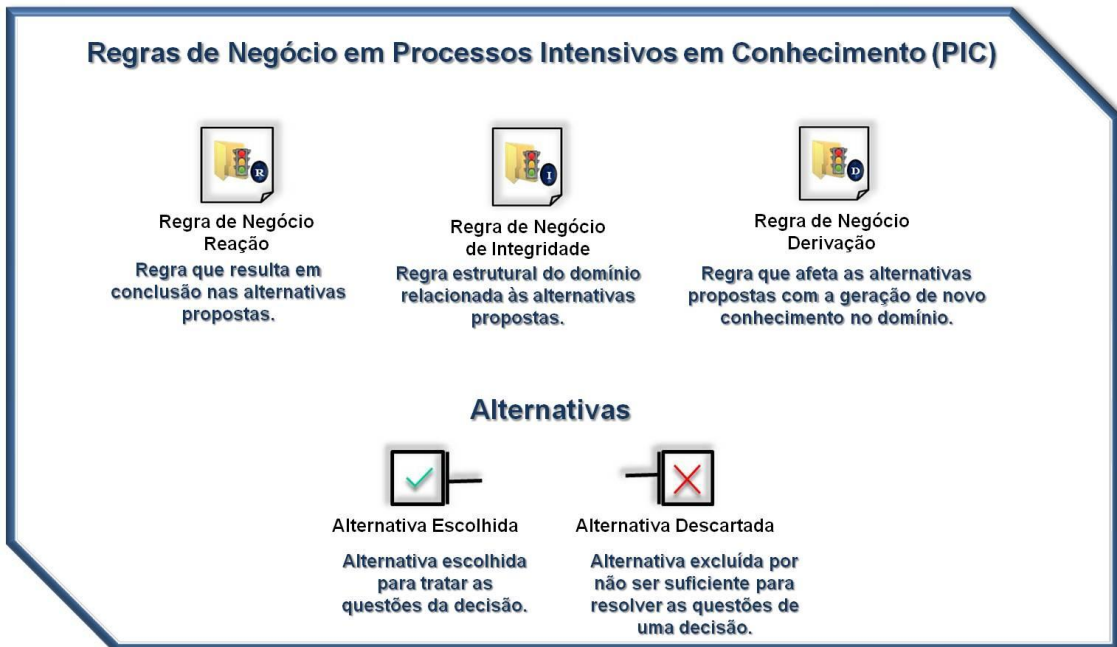 Regras de Negócio em Processos Intensivos em Conhecimento (PIC)
R
Regra de Negócio
Reação
Regra que resulta em
conclusão nas alternativas
propostas.
I
Regra de Negócio
de Integridade
Regra estrutural do domínio
relacionada às alternativas
propostas.
D
Regra de Negócio
Derivação
Regra que afeta as alternativas
propostas com a geração de novo
conhecimento no domínio.
Alternativas
Alternativa Escolhida
Alternativa escolhida
para tratar as
questões da decisão.
Alternativa Descartada
Alternativa excluída por
não ser suficiente para
resolver as questões de
uma decisão.